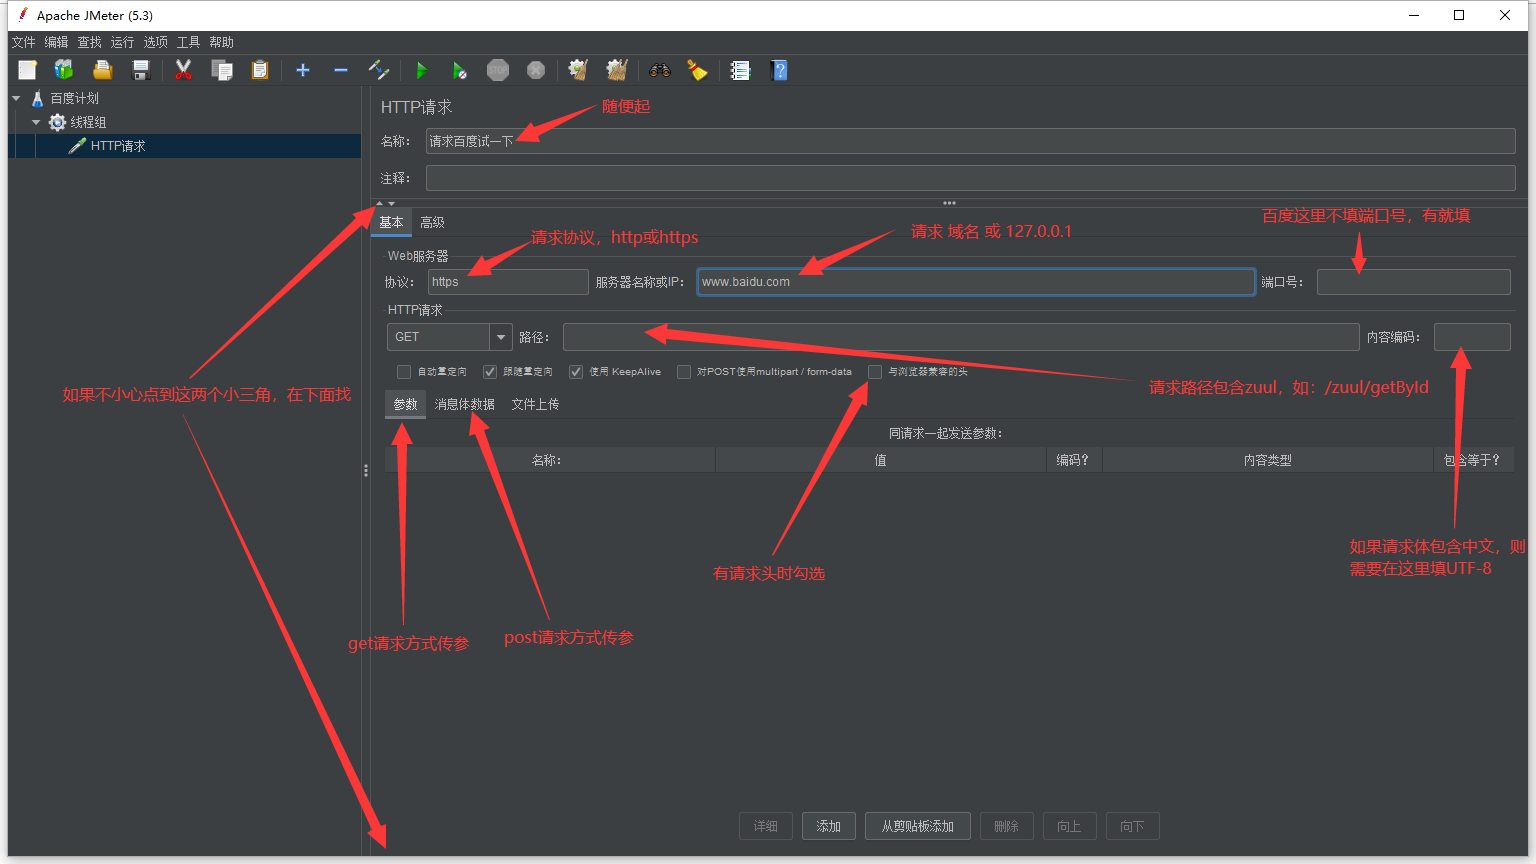 Apache JMeter (5.3)
文件 编辑 查找 运行 选项 工具 帮助
STOP
百度计划
线程组
HTTP请求
HTTP请求
随便起
名称： 请求百度试一下
注释：
基本 高级
百度这里不填端口号，有就填
请求协议，http或https
请求 域名 或 127.0.0.1
Web服务器
协议： https 服务器名称或IP： www.baidu.com 端口号：
HTTP请求
GET 路径： 内容编码：
自动重定向 跟随重定向 使用 KeepAlive 对POST使用multipart / form-data 与浏览器兼容的头
请求路径包含zuul，如：/zuul/getById
如果不小心点到这两个小三角，在下面找
参数 消息体数据 文件上传
同请求一起发送参数：
名称： 值 编码？ 内容类型 包含等于？
如果请求体包含中文，则
需要在这里填UTF-8
有请求头时勾选
get请求方式传参
post请求方式传参
详细 添加 从剪贴板添加 删除 向上 向下